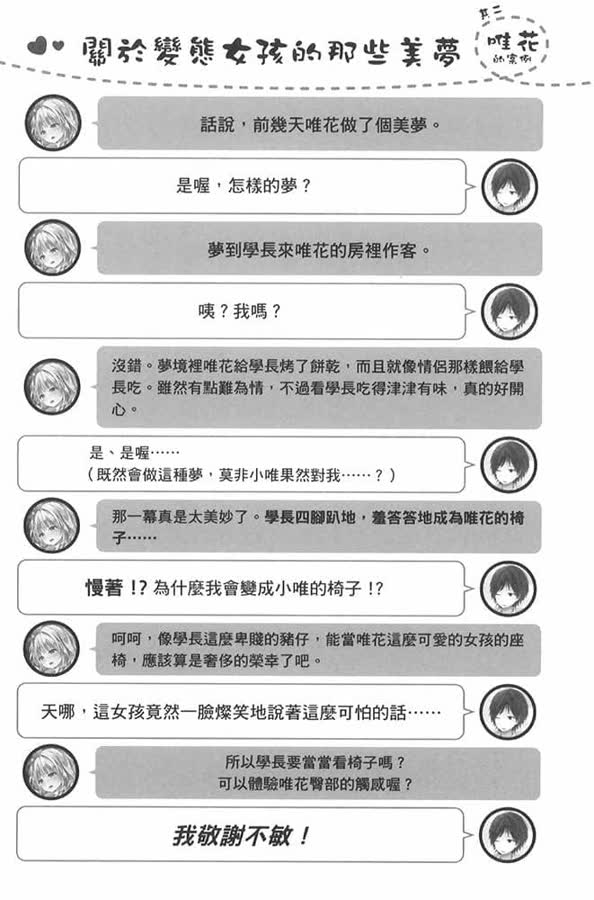 關於變態女孩的那些美夢
其二
唯花
的案例
話說，前幾天唯花做了個美夢。
是喔，怎樣的夢？
夢到學長來唯花的房裡作客。
咦？我嗎？
沒錯。夢境裡唯花給學長烤了餅乾，而且就像情侶那樣餵給學
長吃。雖然有點難為情，不過看學長吃得津津有味，真的好開
心。
是、是喔⋯⋯
（既然會做這種夢，莫非小唯果然對我⋯⋯？）
那一幕真是太美妙了。學長四腳趴地，羞答答地成為唯花的椅
子⋯⋯
慢著！？為什麼我會變成小唯的椅子！？
呵呵，像學長這麼卑賤的豬仔，能當唯花這麼可愛的女孩的座
椅，應該算是奢侈的榮幸了吧。
天哪，這女孩竟然一臉燦笑地說著這麼可怕的話⋯⋯
所以學長要當當看椅子嗎？
可以體驗唯花臀部的觸感喔？
我敬謝不敏！